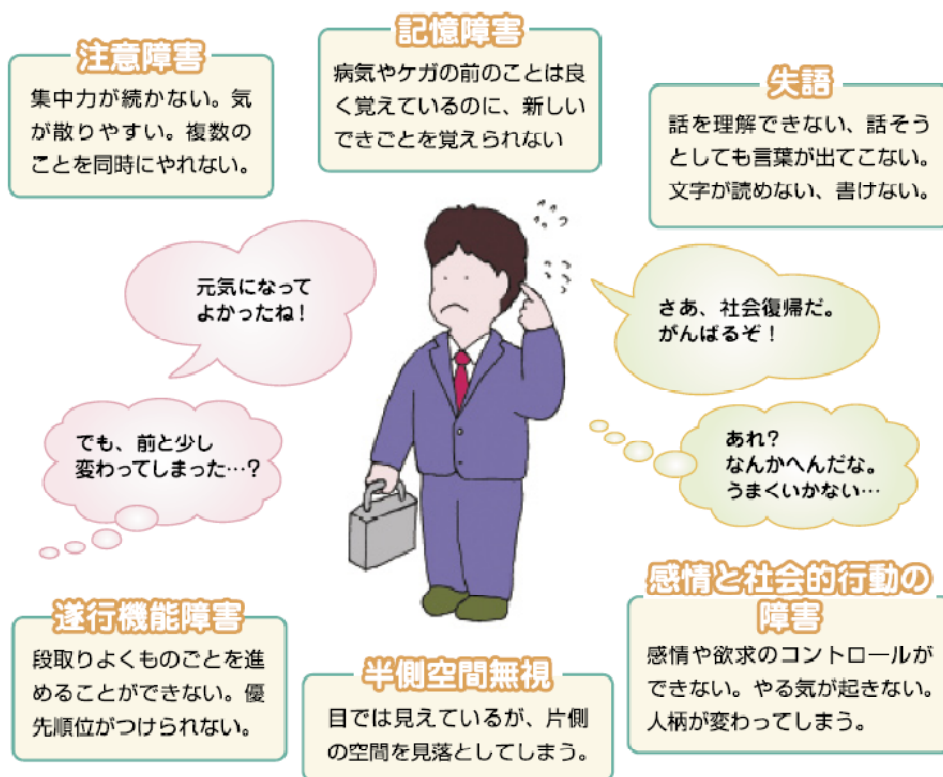 注意障害
集中力が続かない。気
が散りやすい。複数の
ことを同時にやれない。
記憶障害
病気やケガの前のことは良
く覚えているのに、新しい
できごとを覚えられない
失語
話を理解できない、話そう
としても言葉が出てこない。
文字が読めない、書けない。
元気になって
よかったね！
さあ、社会復帰だ。
がんばるぞ！
でも、前と少し
変わってしまった…？
あれ？
なんかへんだな。
うまくいかない…
遂行機能障害
段取りよくものごとを進
めることができない。優
先順位がつけられない。
半側空間無視
目では見えているが、片側
の空間を見落としてしまう。
感情と社会的行動の
障害
感情や欲求のコントロールが
できない。やる気が起きない。
人柄が変わってしまう。